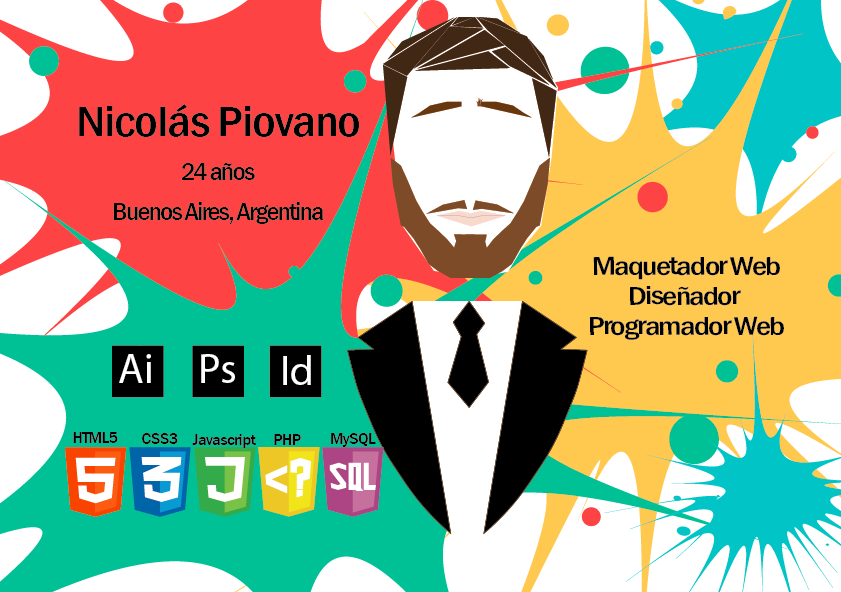 Nicolás Piovano
24 años
Buenos Aires, Argentina
Maquetador Web
Diseñador
Programador Web
Ai Ps Id
HTML5 CSS3 Javascript PHP MySQL
5 3 J <? SQL